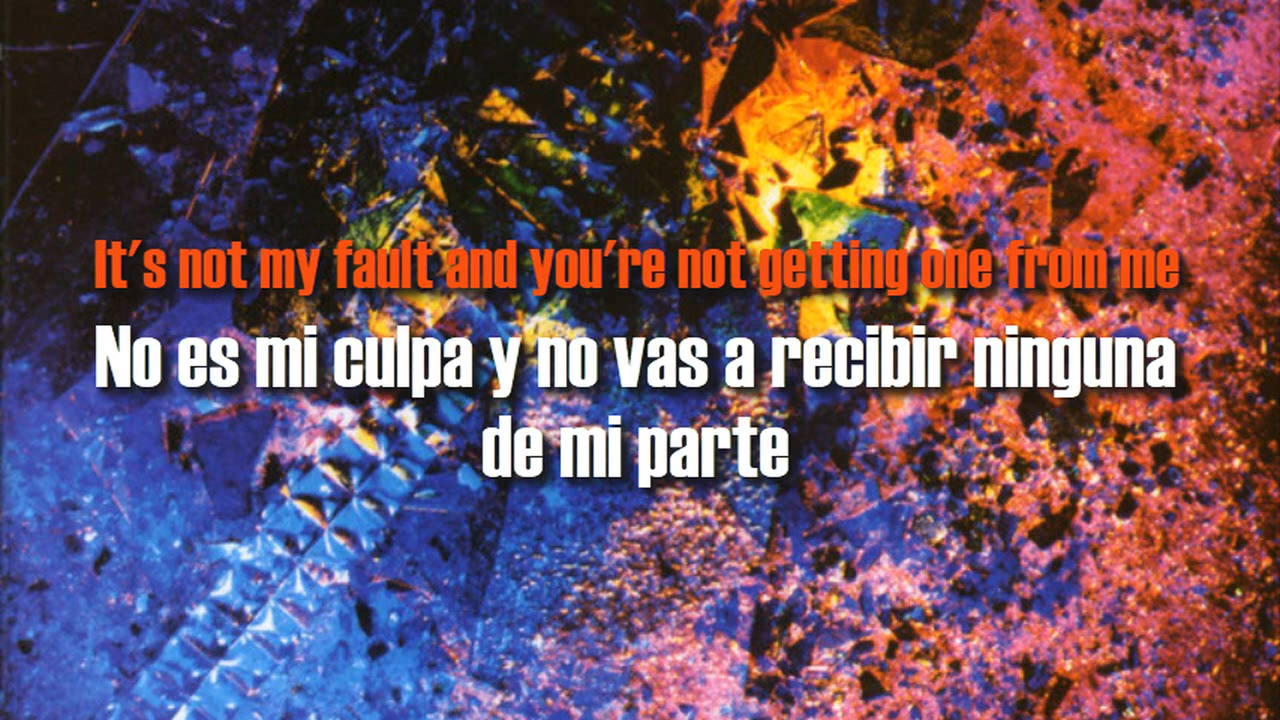 It's not my fault and you're not getting one from me
No es mi culpa y no vas a recibir ninguna
de mi parte